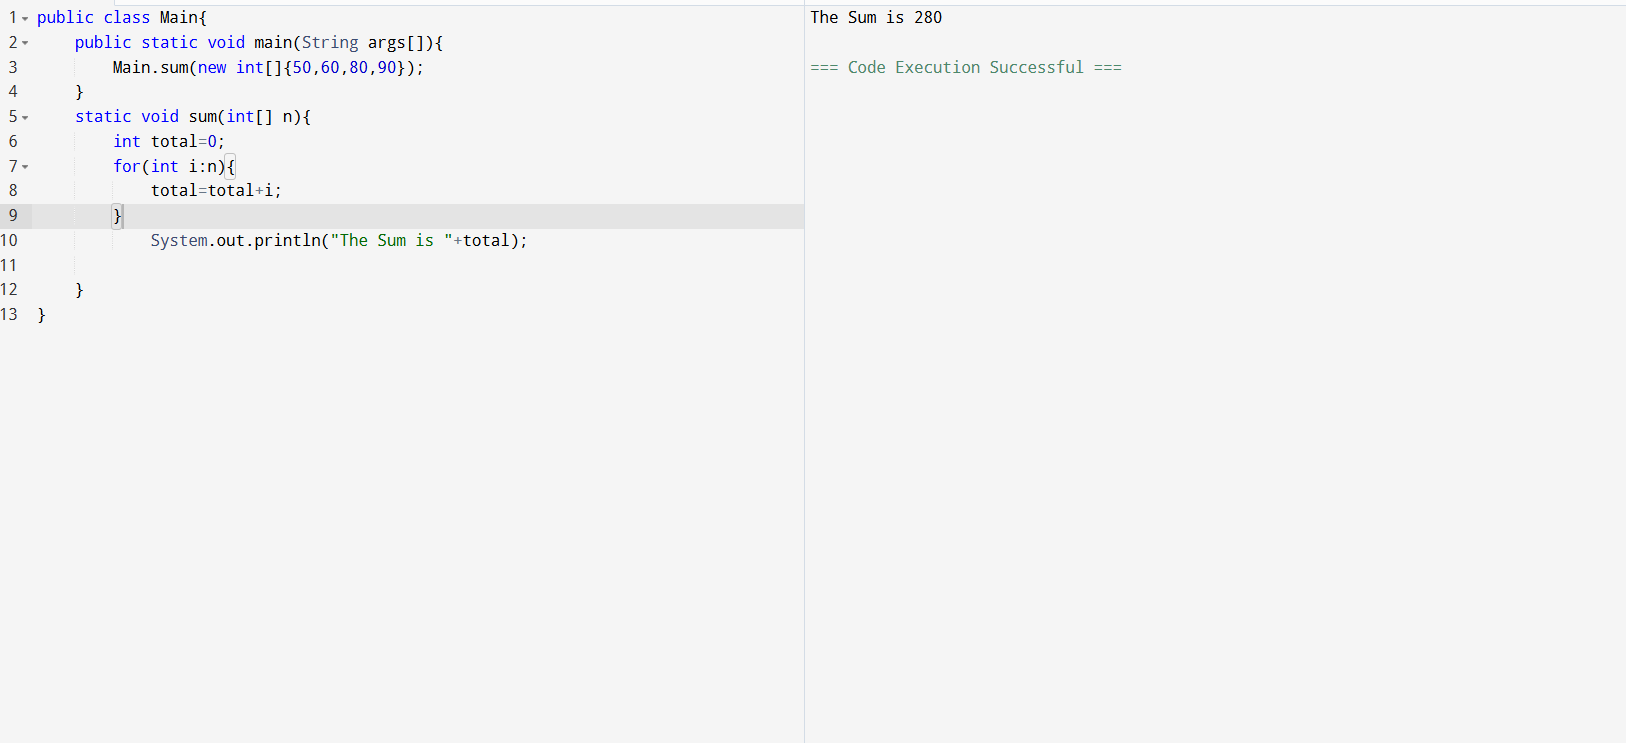 1 public class Main{
2     public static void main(String args[]){
3         Main.sum(new int[]{50,60,80,90});
4     }
5     static void sum(int[] n){
6         int total=0;
7         for(int i:n){
8             total=total+i;
9         }
10             System.out.println("The Sum is "+total);
11
12     }
13 }
The Sum is 280
=== Code Execution Successful ===